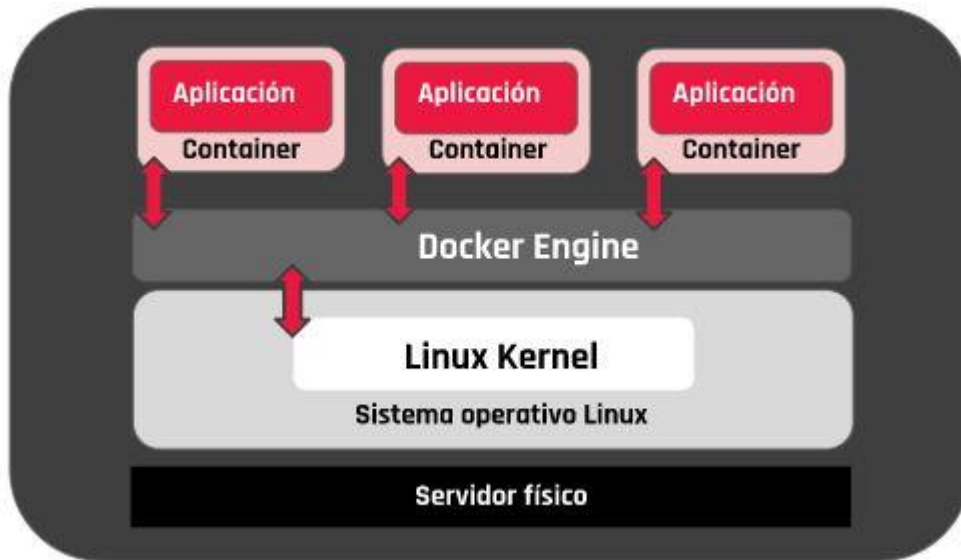 Aplicación Aplicación Aplicación
Container Container Container
Docker Engine
Linux Kernel
Sistema operativo Linux
Servidor físico